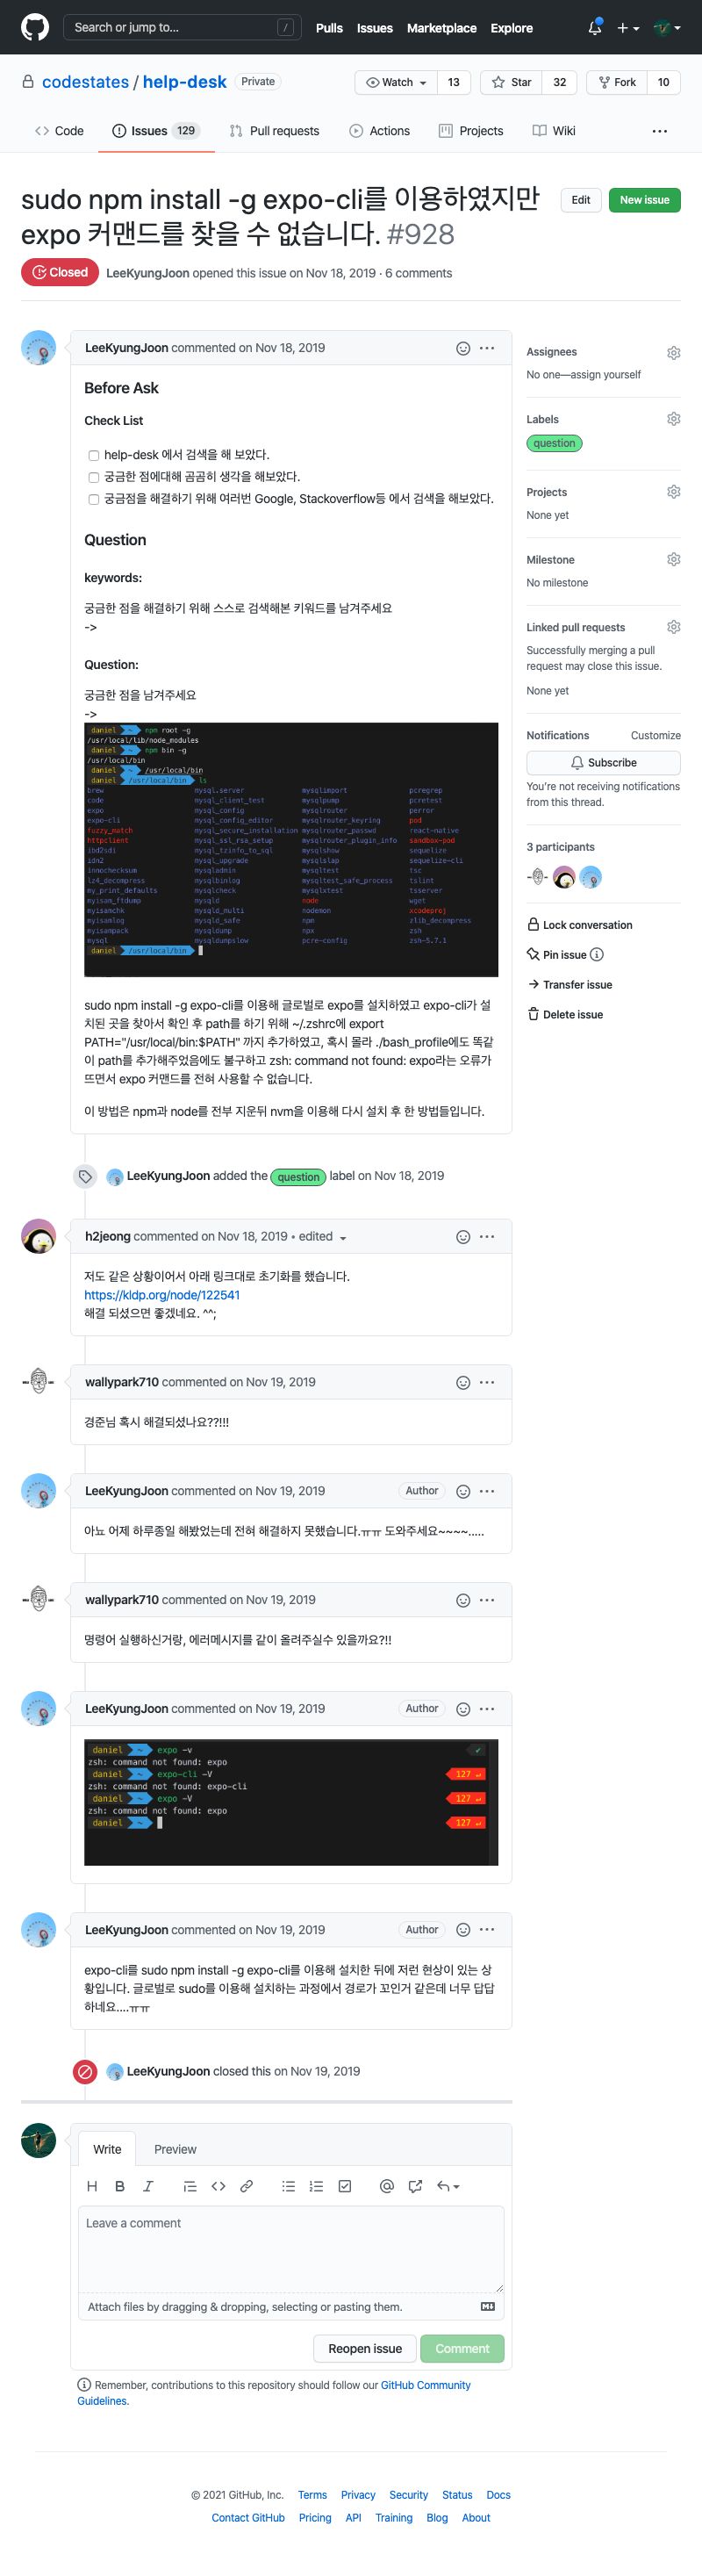 Search or jump to... /
Pulls Issues Marketplace Explore
codestates / help-desk Private
Watch 13 Star 32 Fork 10
Code Issues 129 Pull requests Actions Projects Wiki ...
sudo npm install -g expo-cli를 이용하였지만
expo 커맨드를 찾을 수 없습니다. #928
Edit New issue
Closed LeeKyungJoon opened this issue on Nov 18, 2019 · 6 comments
LeeKyungJoon commented on Nov 18, 2019
Before Ask
Check List
help-desk 에서 검색을 해 보았다.
궁금한 점에대해 곰곰히 생각을 해보았다.
궁금점을 해결하기 위해 여러번 Google, Stackoverflow등 에서 검색을 해보았다.
Question
keywords:
궁금한 점을 해결하기 위해 스스로 검색해본 키워드를 남겨주세요
->
Question:
궁금한 점을 남겨주세요
->
daniel ~ npm root -g
/usr/local/lib/node_modules
daniel ~ npm bin -g
/usr/local/bin
daniel ~ /usr/local/bin
daniel /usr/local/bin ls
brew mysql.server mysqlimport pcregrep
code mysql_client_test mysqlpump pcretest
expo mysql_config mysqlrouter perror
expo-cli mysql_config_editor mysqlrouter_keyring pod
fuzzy_match mysql_secure_installation mysqlrouter_passwd react-native
httpclient mysql_ssl_rsa_setup mysqlrouter_plugin_info sandbox-pod
ibd2sdi mysql_tzinfo_to_sql mysqlshow sequelize
idn2 mysql_upgrade mysqlslap sequelize-cli
innochecksum mysqladmin mysqltest tsc
lz4_decompress mysqlbinlog mysqltest_safe_process tslint
my_print_defaults mysqlcheck mysqlxtest tsserver
myisam_ftdump mysqld node wget
myisamchk mysqld_multi nodemon xcodeproj
myisamlog mysqld_safe npm zlib_decompress
myisampack mysqldump npx zsh
mysql mysqldumpslow pcre-config zsh-5.7.1
daniel /usr/local/bin
sudo npm install -g expo-cli를 이용해 글로벌로 expo를 설치하였고 expo-cli가 설
치된 곳을 찾아서 확인 후 path를 하기 위해 ~/.zshrc에 export
PATH="/usr/local/bin:$PATH" 까지 추가하였고, 혹시 몰라 ./bash_profile에도 똑같
이 path를 추가해주었음에도 불구하고 zsh: command not found: expo라는 오류가
뜨면서 expo 커맨드를 전혀 사용할 수 없습니다.
이 방법은 npm과 node를 전부 지운뒤 nvm을 이용해 다시 설치 후 한 방법들입니다.
LeeKyungJoon added the question label on Nov 18, 2019
h2jeong commented on Nov 18, 2019 • edited
저도 같은 상황이어서 아래 링크대로 초기화를 했습니다.
https://kldp.org/node/122541
해결 되셨으면 좋겠네요. ^^;
wallypark710 commented on Nov 19, 2019
경준님 혹시 해결되셨나요??!!!
LeeKyungJoon commented on Nov 19, 2019 Author
아뇨 어제 하루종일 해봤었는데 전혀 해결하지 못했습니다.ㅠㅠ 도와주세요~~~~.....
wallypark710 commented on Nov 19, 2019
명령어 실행하신거랑, 에러메시지를 같이 올려주실수 있을까요?!!
LeeKyungJoon commented on Nov 19, 2019 Author
daniel ~ expo -v ✔
zsh: command not found: expo
daniel ~ expo-cli -V 127 ↵
zsh: command not found: expo-cli
daniel ~ expo -V 127 ↵
zsh: command not found: expo
daniel ~ 127 ↵
LeeKyungJoon commented on Nov 19, 2019 Author
expo-cli를 sudo npm install -g expo-cli를 이용해 설치한 뒤에 저런 현상이 있는 상
황입니다. 글로벌로 sudo를 이용해 설치하는 과정에서 경로가 꼬인거 같은데 너무 답답
하네요....ㅠㅠ
LeeKyungJoon closed this on Nov 19, 2019
Assignees
No one—assign yourself
Labels
question
Projects
None yet
Milestone
No milestone
Linked pull requests
Successfully merging a pull
request may close this issue.
None yet
Notifications Customize
Subscribe
You're not receiving notifications
from this thread.
3 participants
Lock conversation
Pin issue
Transfer issue
Delete issue
Write Preview
H B I
Leave a comment
Attach files by dragging & dropping, selecting or pasting them.
Reopen issue Comment
Remember, contributions to this repository should follow our GitHub Community
Guidelines.
© 2021 GitHub, Inc. Terms Privacy Security Status Docs
Contact GitHub Pricing API Training Blog About